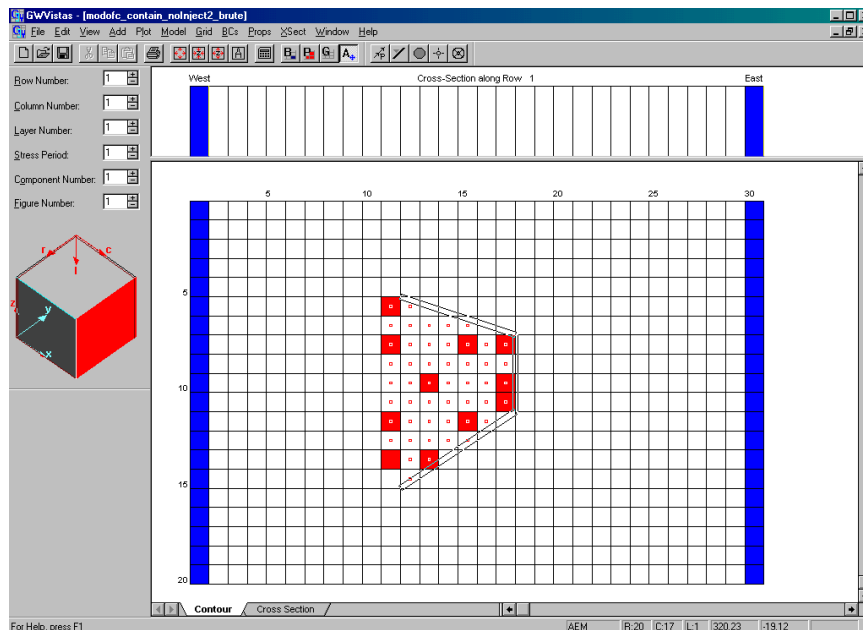 GWVistas - [modofc_contain_noInject2_brute]
File Edit View Add Plot Model Grid BCs Props XSect Window Help
Row Number: 1
Column Number: 1
Layer Number: 1
Stress Period: 1
Component Number: 1
Figure Number: 1
r c
l
z
y
x
West Cross-Section along Row 1 East
5 10 15 20 25 30
5
10
15
20
Contour Cross Section
For Help, press F1 AEM R:20 C:17 L:1 320.23 -19.12